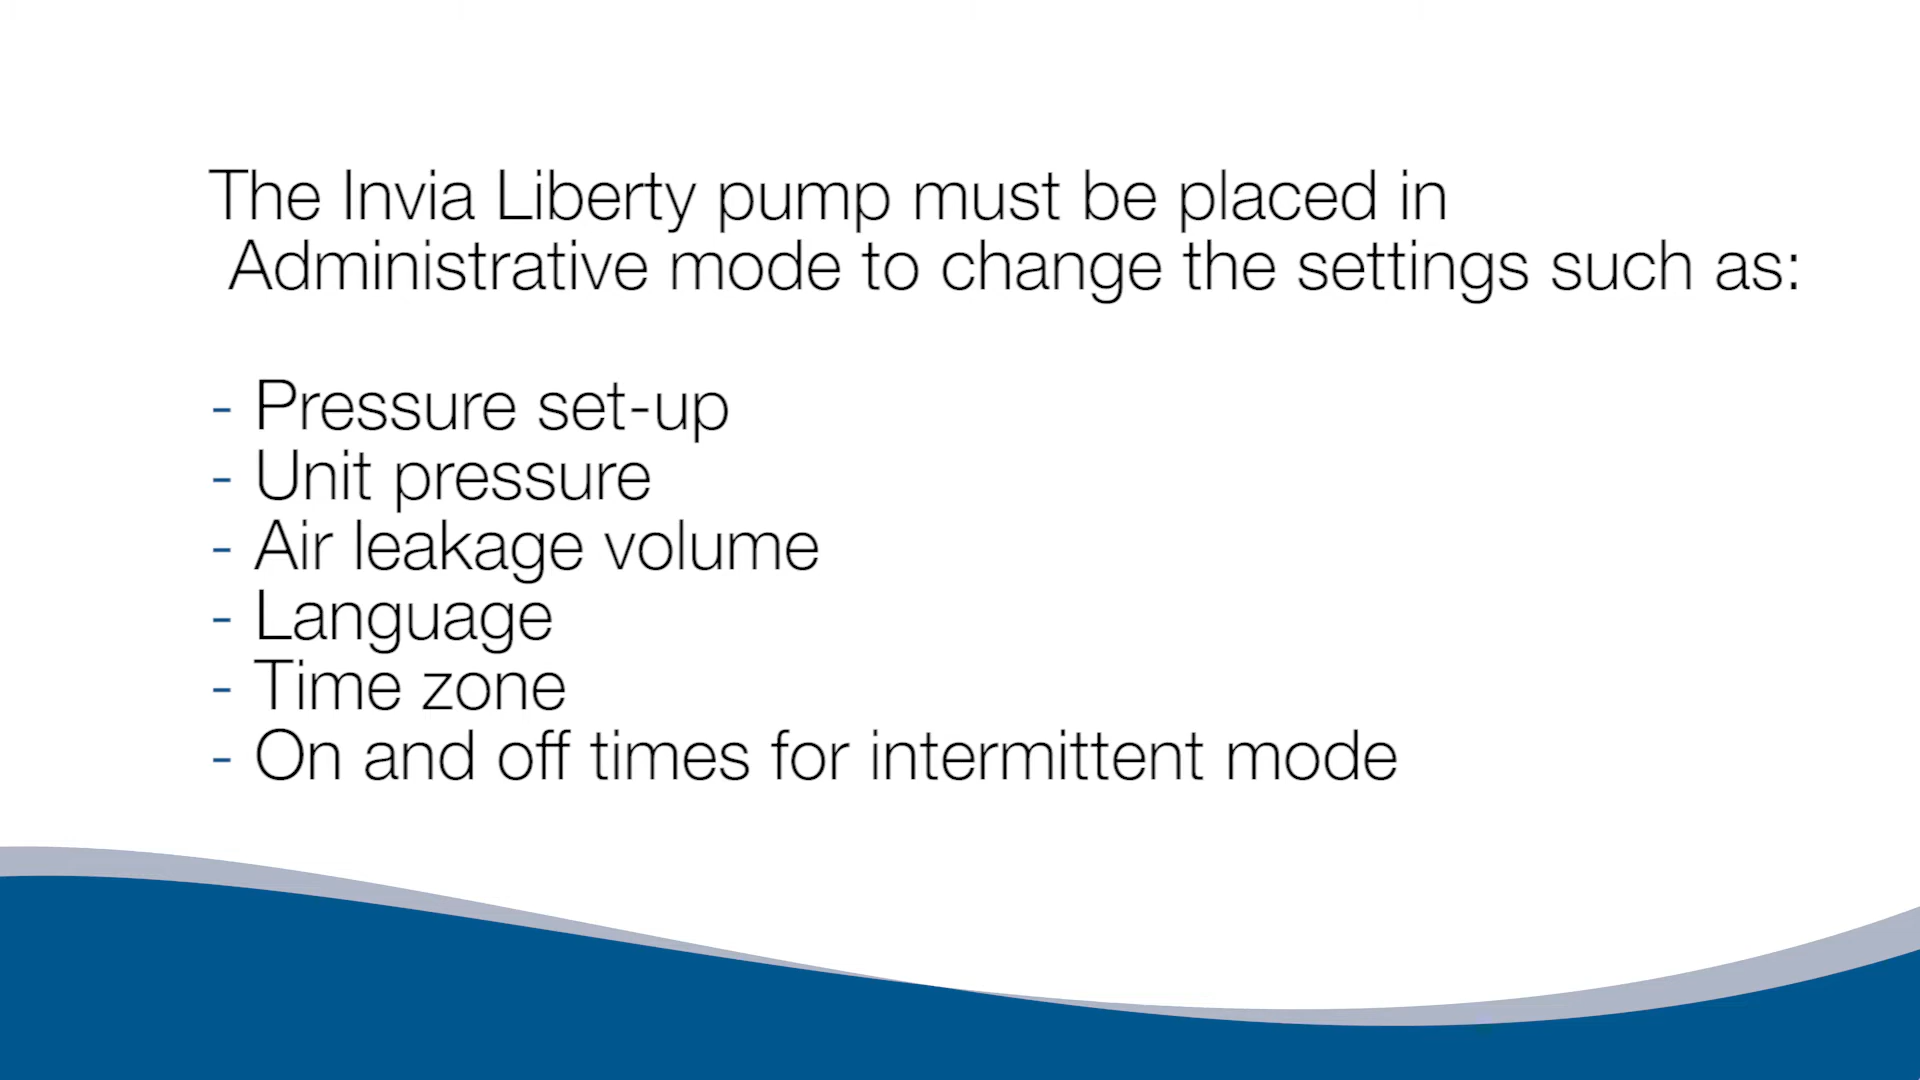 The Invia Liberty pump must be placed in
Administrative mode to change the settings such as:
- Pressure set-up
- Unit pressure
- Air leakage volume
- Language
- Time zone
- On and off times for intermittent mode